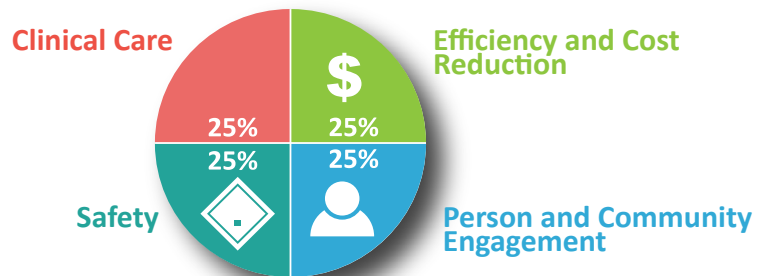 Clinical Care
Efficiency and Cost
Reduction
$
25%
25%
25%
25%
Safety
Person and Community
Engagement